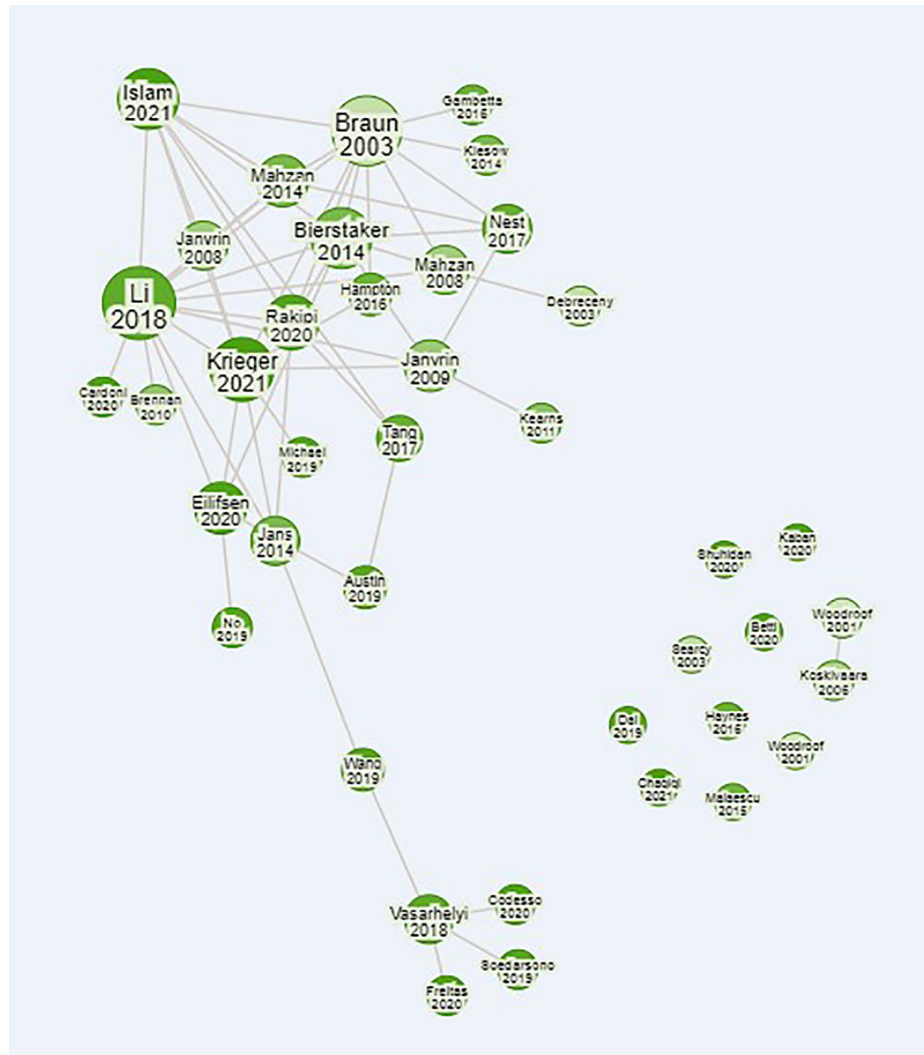 Islam
2021
Braun
2003
Gambetta
2016
Kiesow
2014
Mahzan
2014
Janvrin
2008
Bierstaker
2014
Nest
2017
Mahzan
2008
Li
2018
Hampton
2016
Debreceny
2003
Rakipi
2020
Krieger
2021
Janvrin
2009
Cardoni
2020
Brennan
2010
Kearns
2011
Michael
2019
Tang
2017
Eilifsen
2020
Jans
2014
Austin
2019
No
2019
Kaban
2020
Shuhidan
2020
Woodroof
2001
Betti
2020
Searcy
2003
Koskivaara
2006
Dai
2019
Haynes
2016
Woodroof
2001
Chaqiqi
2021
Malaescu
2015
Wang
2019
Vasarhelyi
2018
Codesso
2020
Soedarsono
2019
Freitas
2020